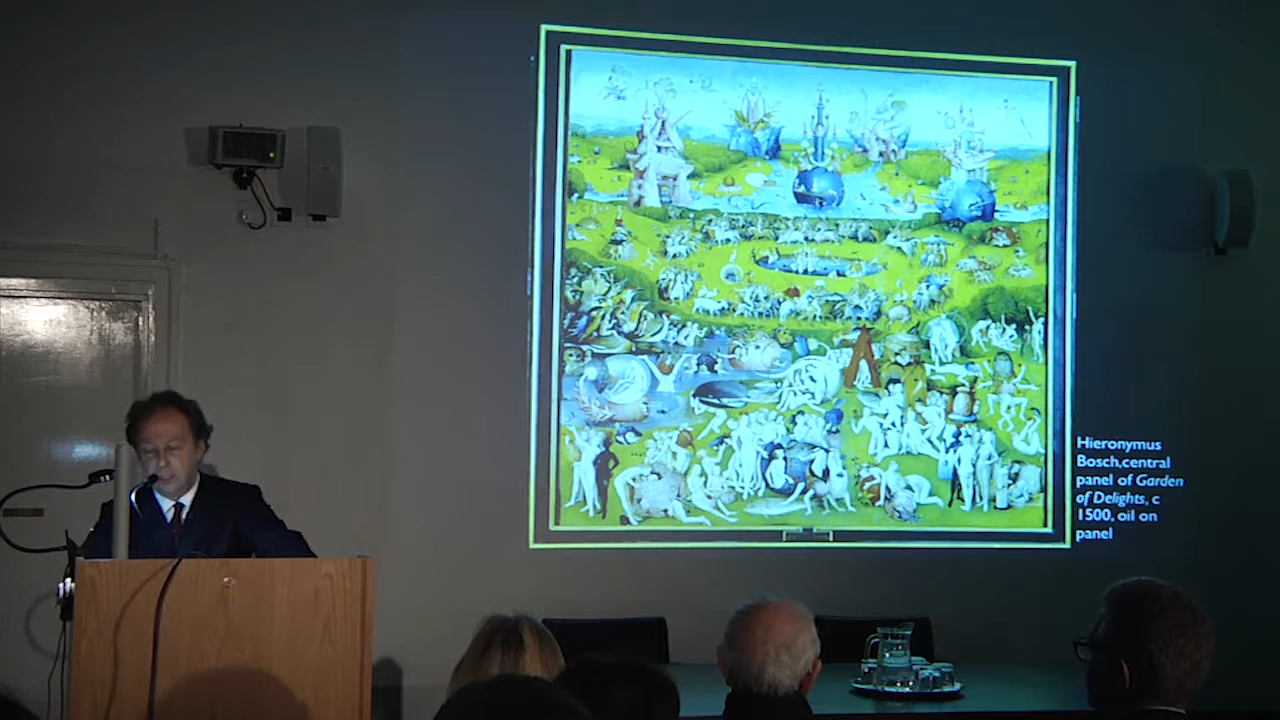 Hieronymus
Bosch,central
panel of Garden
of Delights, c
1500, oil on
panel